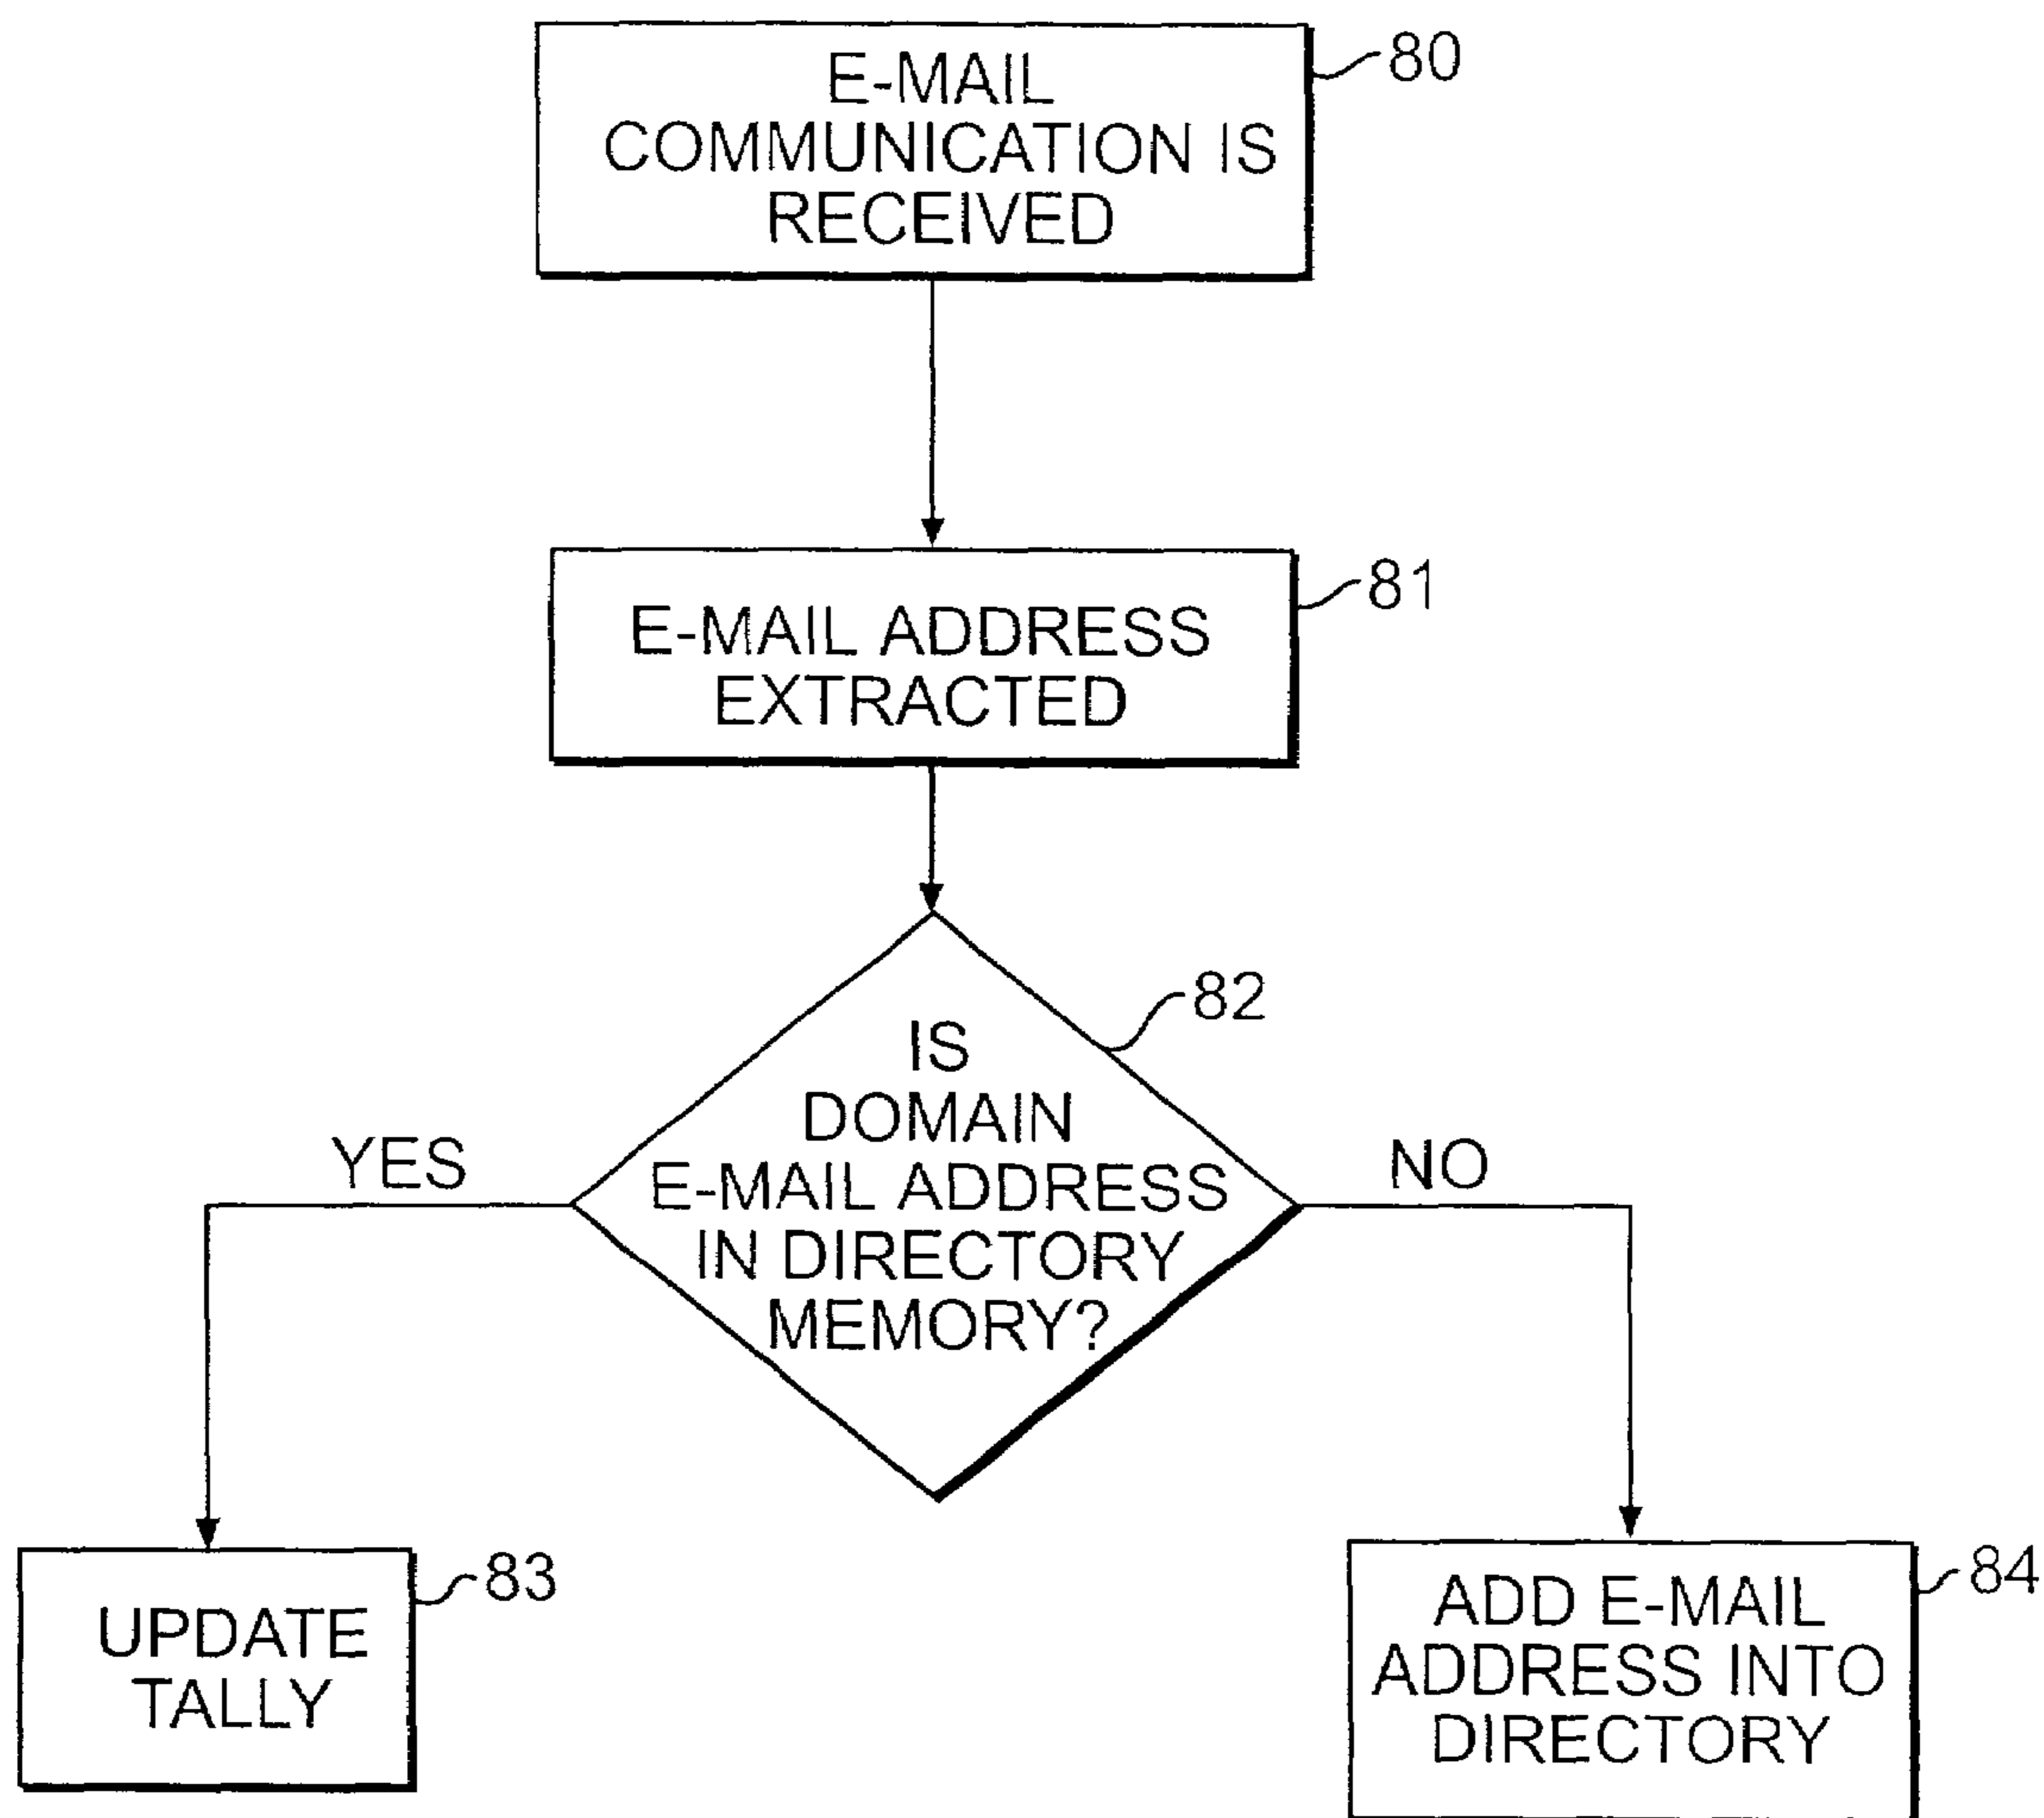 E-MAIL
COMMUNICATION IS
RECEIVED
80
E-MAIL ADDRESS
EXTRACTED
81
IS
DOMAIN
E-MAIL ADDRESS
IN DIRECTORY
MEMORY?
82
YES
NO
UPDATE
TALLY
83
ADD E-MAIL
ADDRESS INTO
DIRECTORY
84